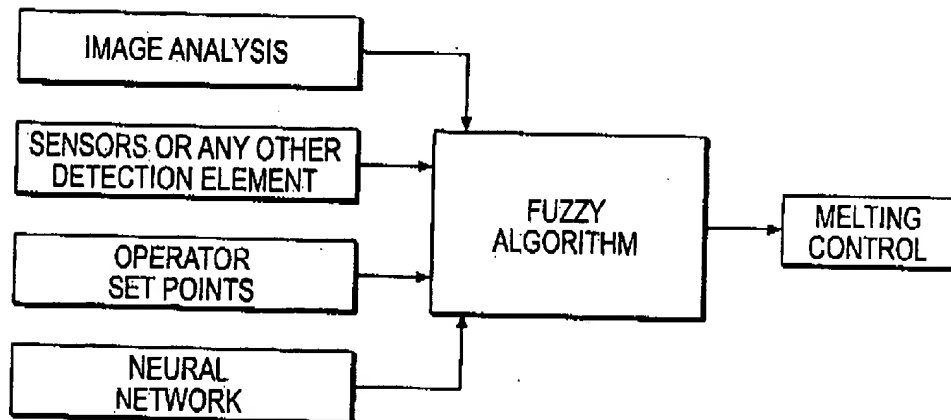 IMAGE ANALYSIS
SENSORS OR ANY OTHER
DETECTION ELEMENT
OPERATOR
SET POINTS
NEURAL
NETWORK
FUZZY
ALGORITHM
MELTING
CONTROL